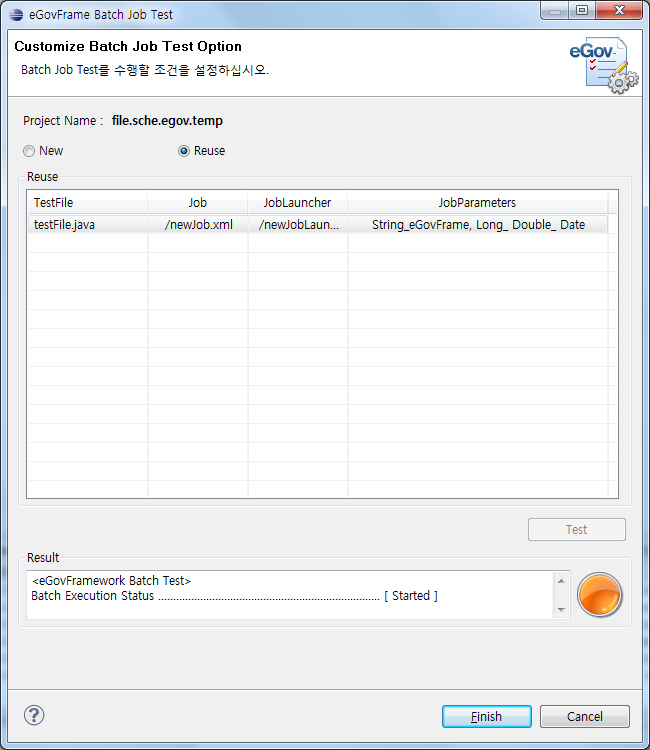 eGovFrame Batch Job Test
Customize Batch Job Test Option
Batch Job Test를 수행할 조건을 설정하십시오.
eGov
Project Name : file.sche.egov.temp
New Reuse
Reuse
TestFile Job JobLauncher JobParameters
testFile.java /newJob.xml /newJobLaun... String_eGovFrame, Long_ Double_ Date
Test
Result
<eGovFramework Batch Test>
Batch Execution Status .......................................................................... [ Started ]
?
Finish Cancel